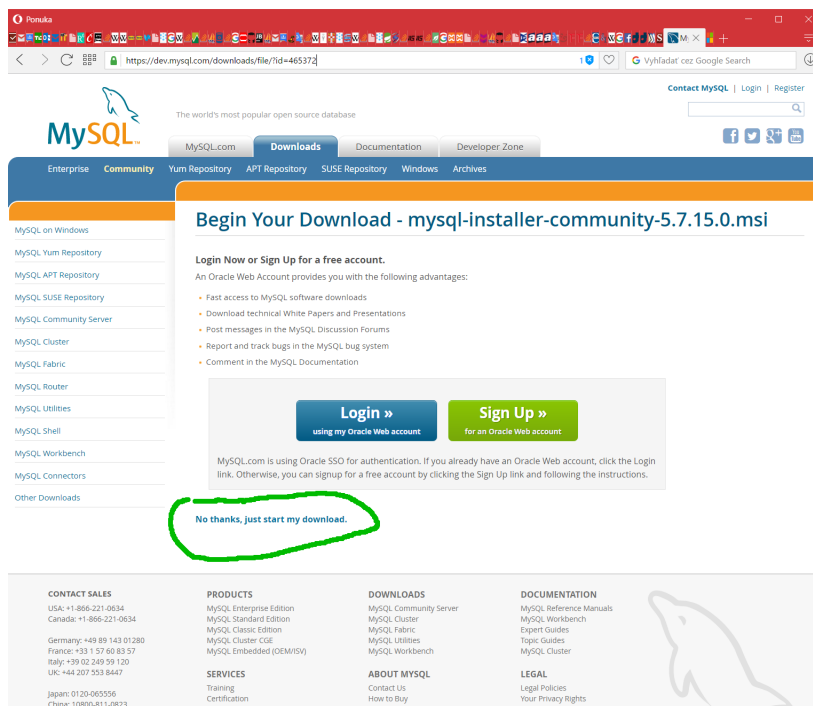 Ponuka
https://dev.mysql.com/downloads/file/?id=465372
1
Vyhľadať cez Google Search
Contact MySQL | Login | Register
MySQL™
The world's most popular open source database
MySQL.com
Downloads
Documentation
Developer Zone
Enterprise Community Yum Repository APT Repository SUSE Repository Windows Archives
MySQL on Windows
MySQL Yum Repository
MySQL APT Repository
MySQL SUSE Repository
MySQL Community Server
MySQL Cluster
MySQL Fabric
MySQL Router
MySQL Utilities
MySQL Shell
MySQL Workbench
MySQL Connectors
Other Downloads
Begin Your Download - mysql-installer-community-5.7.15.0.msi
Login Now or Sign Up for a free account.
An Oracle Web Account provides you with the following advantages:
Fast access to MySQL software downloads
Download technical White Papers and Presentations
Post messages in the MySQL Discussion Forums
Report and track bugs in the MySQL bug system
Comment in the MySQL Documentation
Login »
using my Oracle Web account
Sign Up »
for an Oracle Web account
MySQL.com is using Oracle SSO for authentication. If you already have an Oracle Web account, click the Login
link. Otherwise, you can signup for a free account by clicking the Sign Up link and following the instructions.
No thanks, just start my download.
CONTACT SALES
USA: +1-866-221-0634
Canada: +1-866-221-0634
Germany: +49 89 143 01280
France: +33 1 57 60 83 57
Italy: +39 02 249 59 120
UK: +44 207 553 8447
Japan: 0120-065556
China: 10800-811-0823
PRODUCTS
MySQL Enterprise Edition
MySQL Standard Edition
MySQL Classic Edition
MySQL Cluster CGE
MySQL Embedded (OEM/ISV)
SERVICES
Training
Certification
DOWNLOADS
MySQL Community Server
MySQL Cluster
MySQL Fabric
MySQL Utilities
MySQL Workbench
ABOUT MYSQL
Contact Us
How to Buy
DOCUMENTATION
MySQL Reference Manuals
MySQL Workbench
Expert Guides
Topic Guides
MySQL Cluster
LEGAL
Legal Policies
Your Privacy Rights